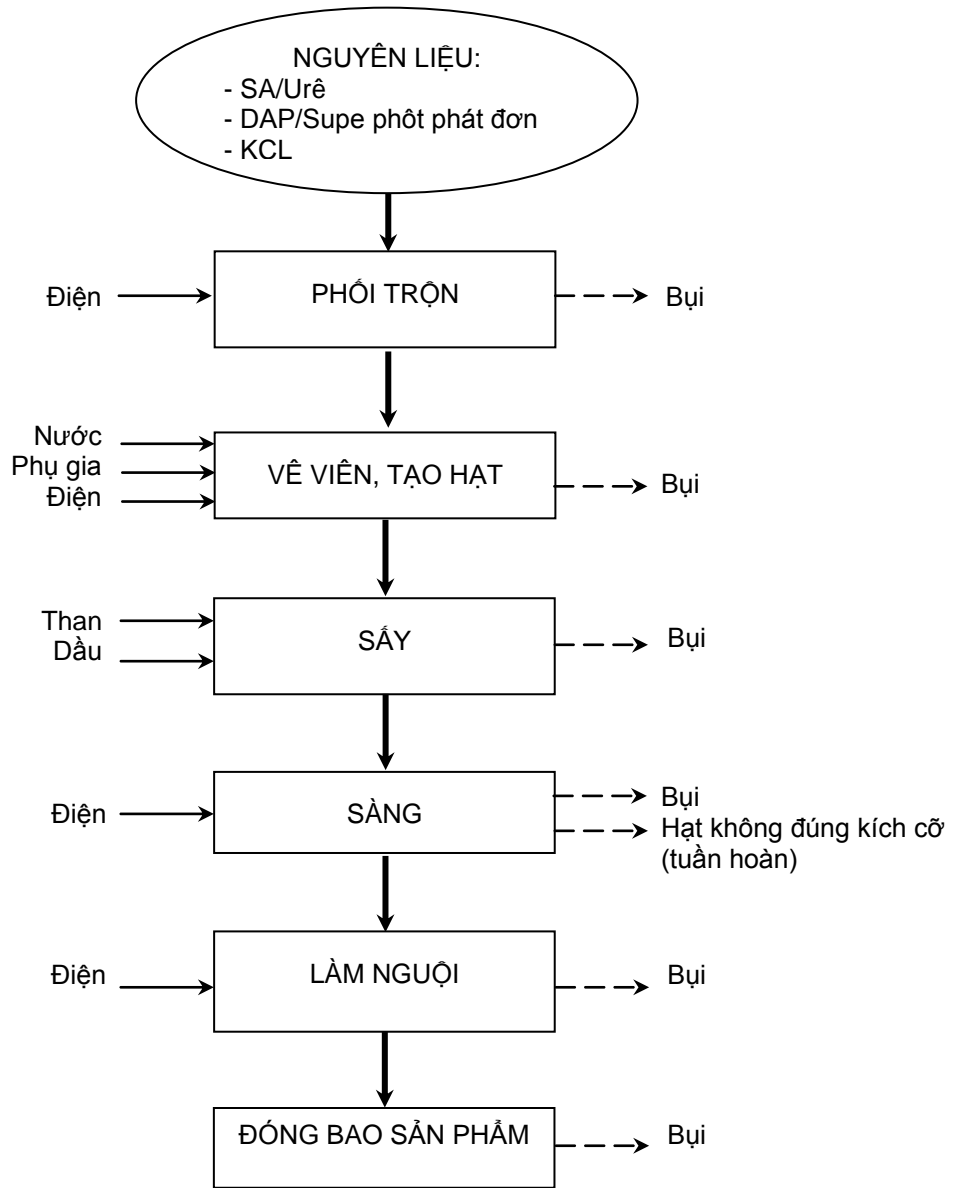 NGUYÊN LIỆU:
- SA/Urê
- DAP/Supe phôt phát đơn
- KCL
Điện
PHỐI TRỘN
Bụi
Nước
Phụ gia
Điện
VÊ VIÊN, TẠO HẠT
Bụi
Than
Dầu
SẤY
Bụi
Điện
SÀNG
Bụi
Hạt không đúng kích cỡ
(tuần hoàn)
Điện
LÀM NGUỘI
Bụi
ĐÓNG BAO SẢN PHẨM
Bụi